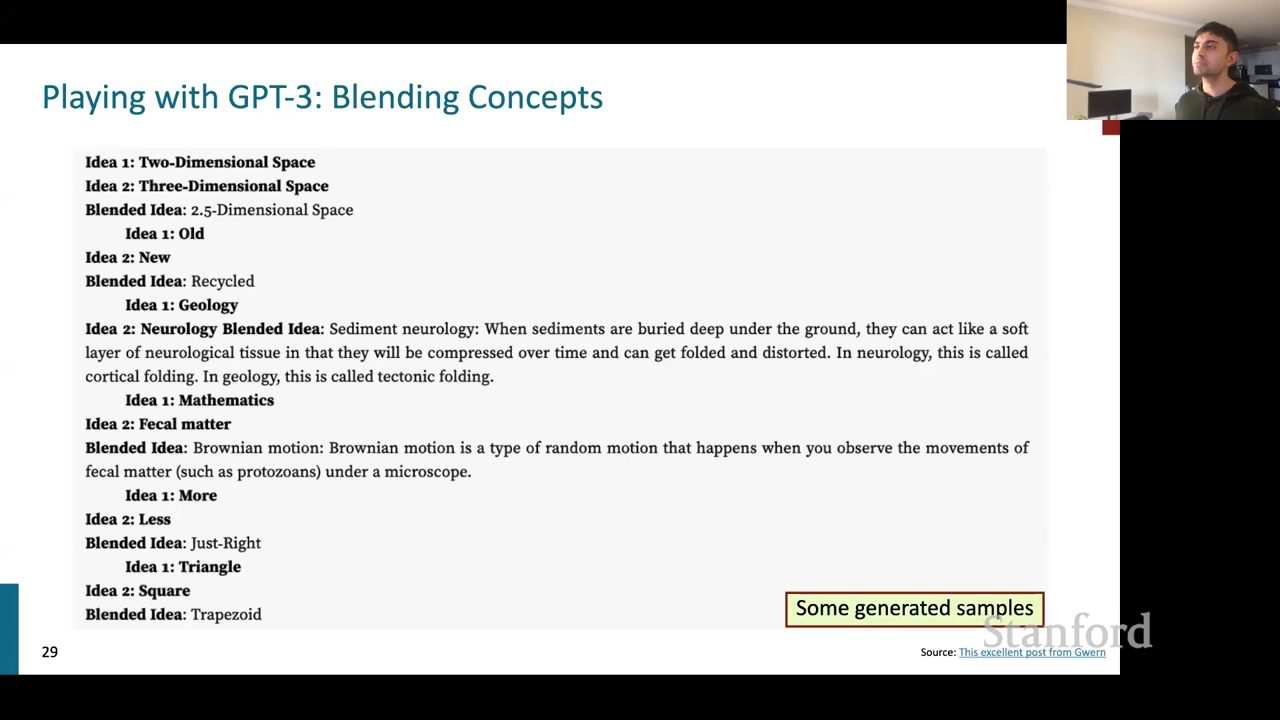 Playing with GPT-3: Blending Concepts
Idea 1: Two-Dimensional Space
Idea 2: Three-Dimensional Space
Blended Idea: 2.5-Dimensional Space
Idea 1: Old
Idea 2: New
Blended Idea: Recycled
Idea 1: Geology
Idea 2: Neurology Blended Idea: Sediment neurology: When sediments are buried deep under the ground, they can act like a soft
layer of neurological tissue in that they will be compressed over time and can get folded and distorted. In neurology, this is called
cortical folding. In geology, this is called tectonic folding.
Idea 1: Mathematics
Idea 2: Fecal matter
Blended Idea: Brownian motion: Brownian motion is a type of random motion that happens when you observe the movements of
fecal matter (such as protozoans) under a microscope.
Idea 1: More
Idea 2: Less
Blended Idea: Just-Right
Idea 1: Triangle
Idea 2: Square
Blended Idea: Trapezoid
Some generated samples
Stanford
29
Source: This excellent post from Gwern